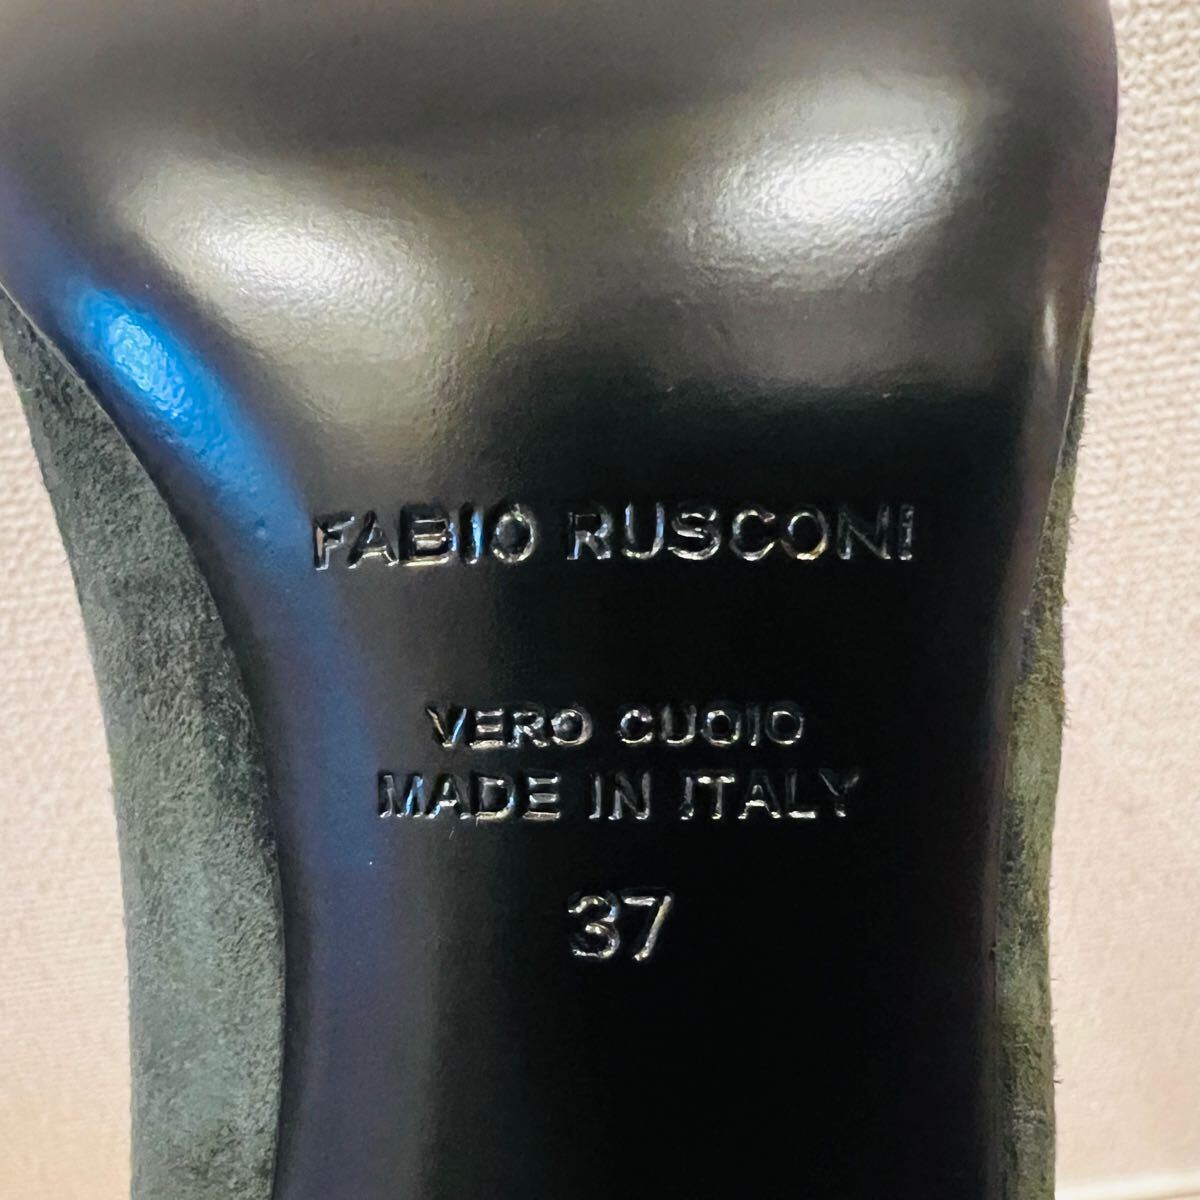 FABIO RUSCONI
VERO CUOIO
MADE IN ITALY
37